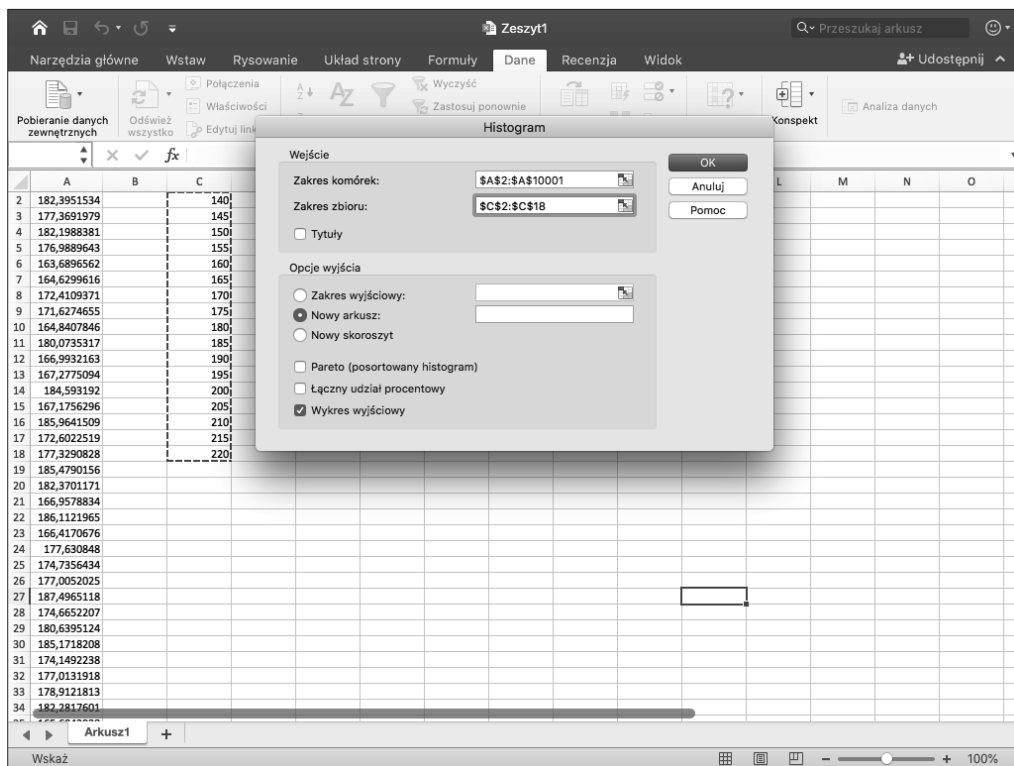 Zeszyt1
Przeszukaj arkusz
Narzędzia główne Wstaw Rysowanie Układ strony Formuły Dane Recenzja Widok Udostępnij
Pobieranie danych zewnętrznych
Odśwież wszystko
Połączenia
Właściwości
Edytuj link
Wyczyść
Zastosuj ponownie
Konspekt
Analiza danych
fx
Histogram
Wejście
Zakres komórek: $A$2:$A$10001
Zakres zbioru: $C$2:$C$18
Tytuły
OK
Anuluj
Pomoc
Opcje wyjścia
Zakres wyjściowy:
Nowy arkusz:
Nowy skoroszyt
Pareto (posortowany histogram)
Łączny udział procentowy
Wykres wyjściowy
A B C L M N O
2 182,3951534 140
3 177,3691979 145
4 182,1988381 150
5 176,9889643 155
6 163,6896562 160
7 164,6299616 165
8 172,4109371 170
9 171,6274655 175
10 164,8407846 180
11 180,0735317 185
12 166,9932163 190
13 167,2775094 195
14 184,593192 200
15 167,1756296 205
16 185,9641509 210
17 172,6022519 215
18 177,3290828 220
19 185,4790156
20 182,3701171
21 166,9578834
22 186,1121965
23 166,4170676
24 177,630848
25 174,7356434
26 177,0052025
27 187,4965118
28 174,6652207
29 180,6395124
30 185,1718208
31 174,1492238
32 177,0131918
33 178,9121813
34 182,2817601
Arkusz1 +
Wskaż
100%